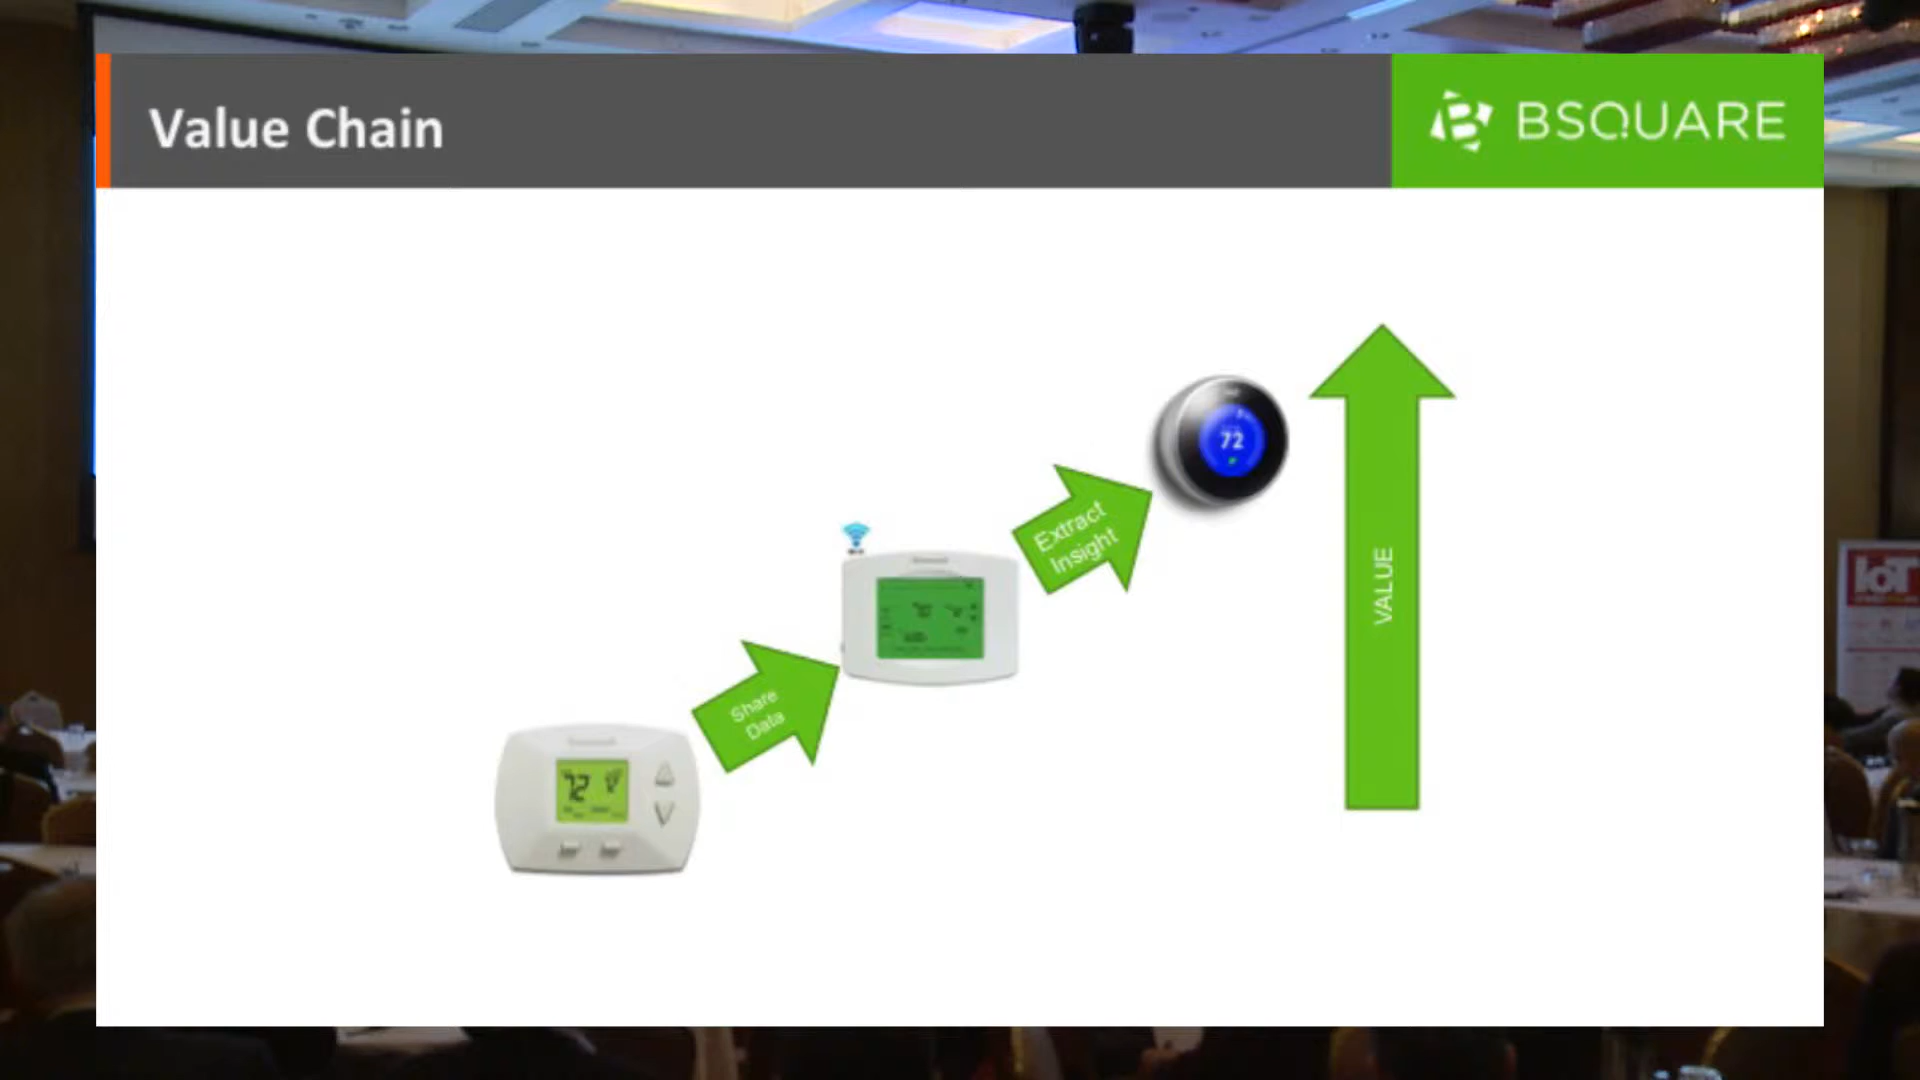 Value Chain
BSQUARE
72
Extract
Insight
VALUE
Share
Data
72
IoT